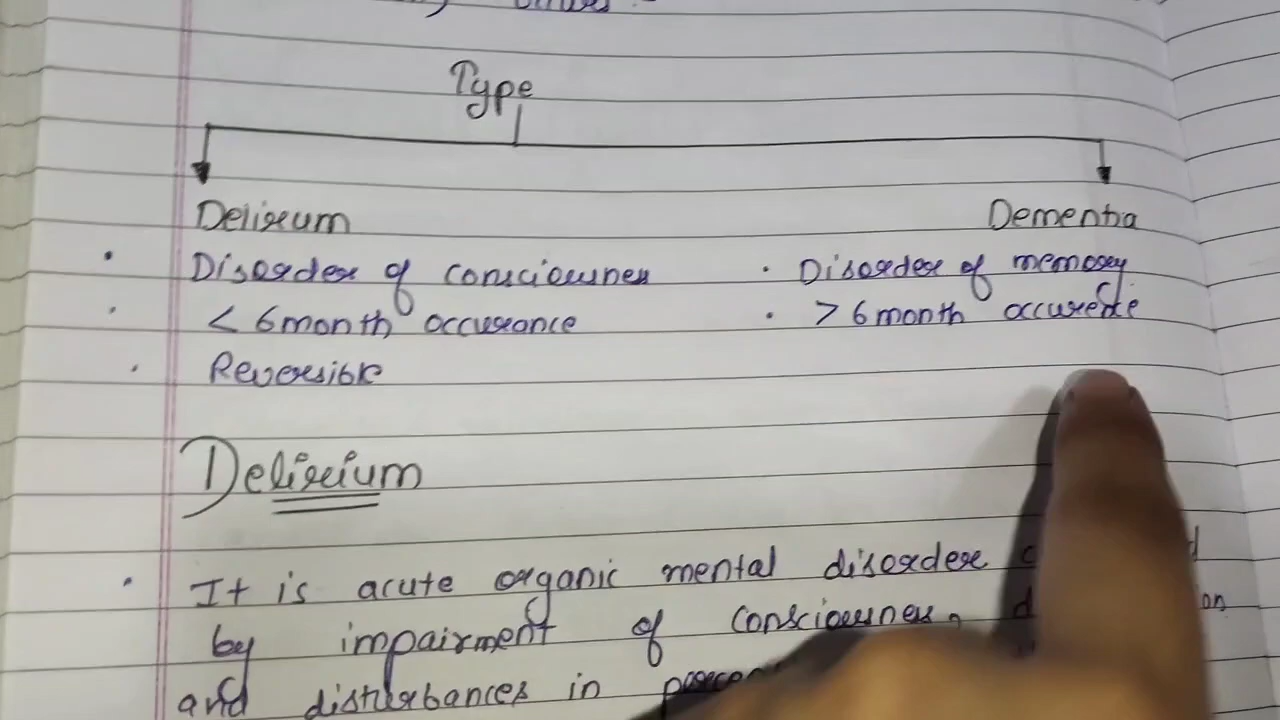 Type
Delirium Dementia
• Disorder of consciousness • Disorder of memory
• < 6 month occurance • > 6 month occurence
• Reversible
Delirium
• It is acute organic mental disorder
by impairment of consciousness,
and disturbances in